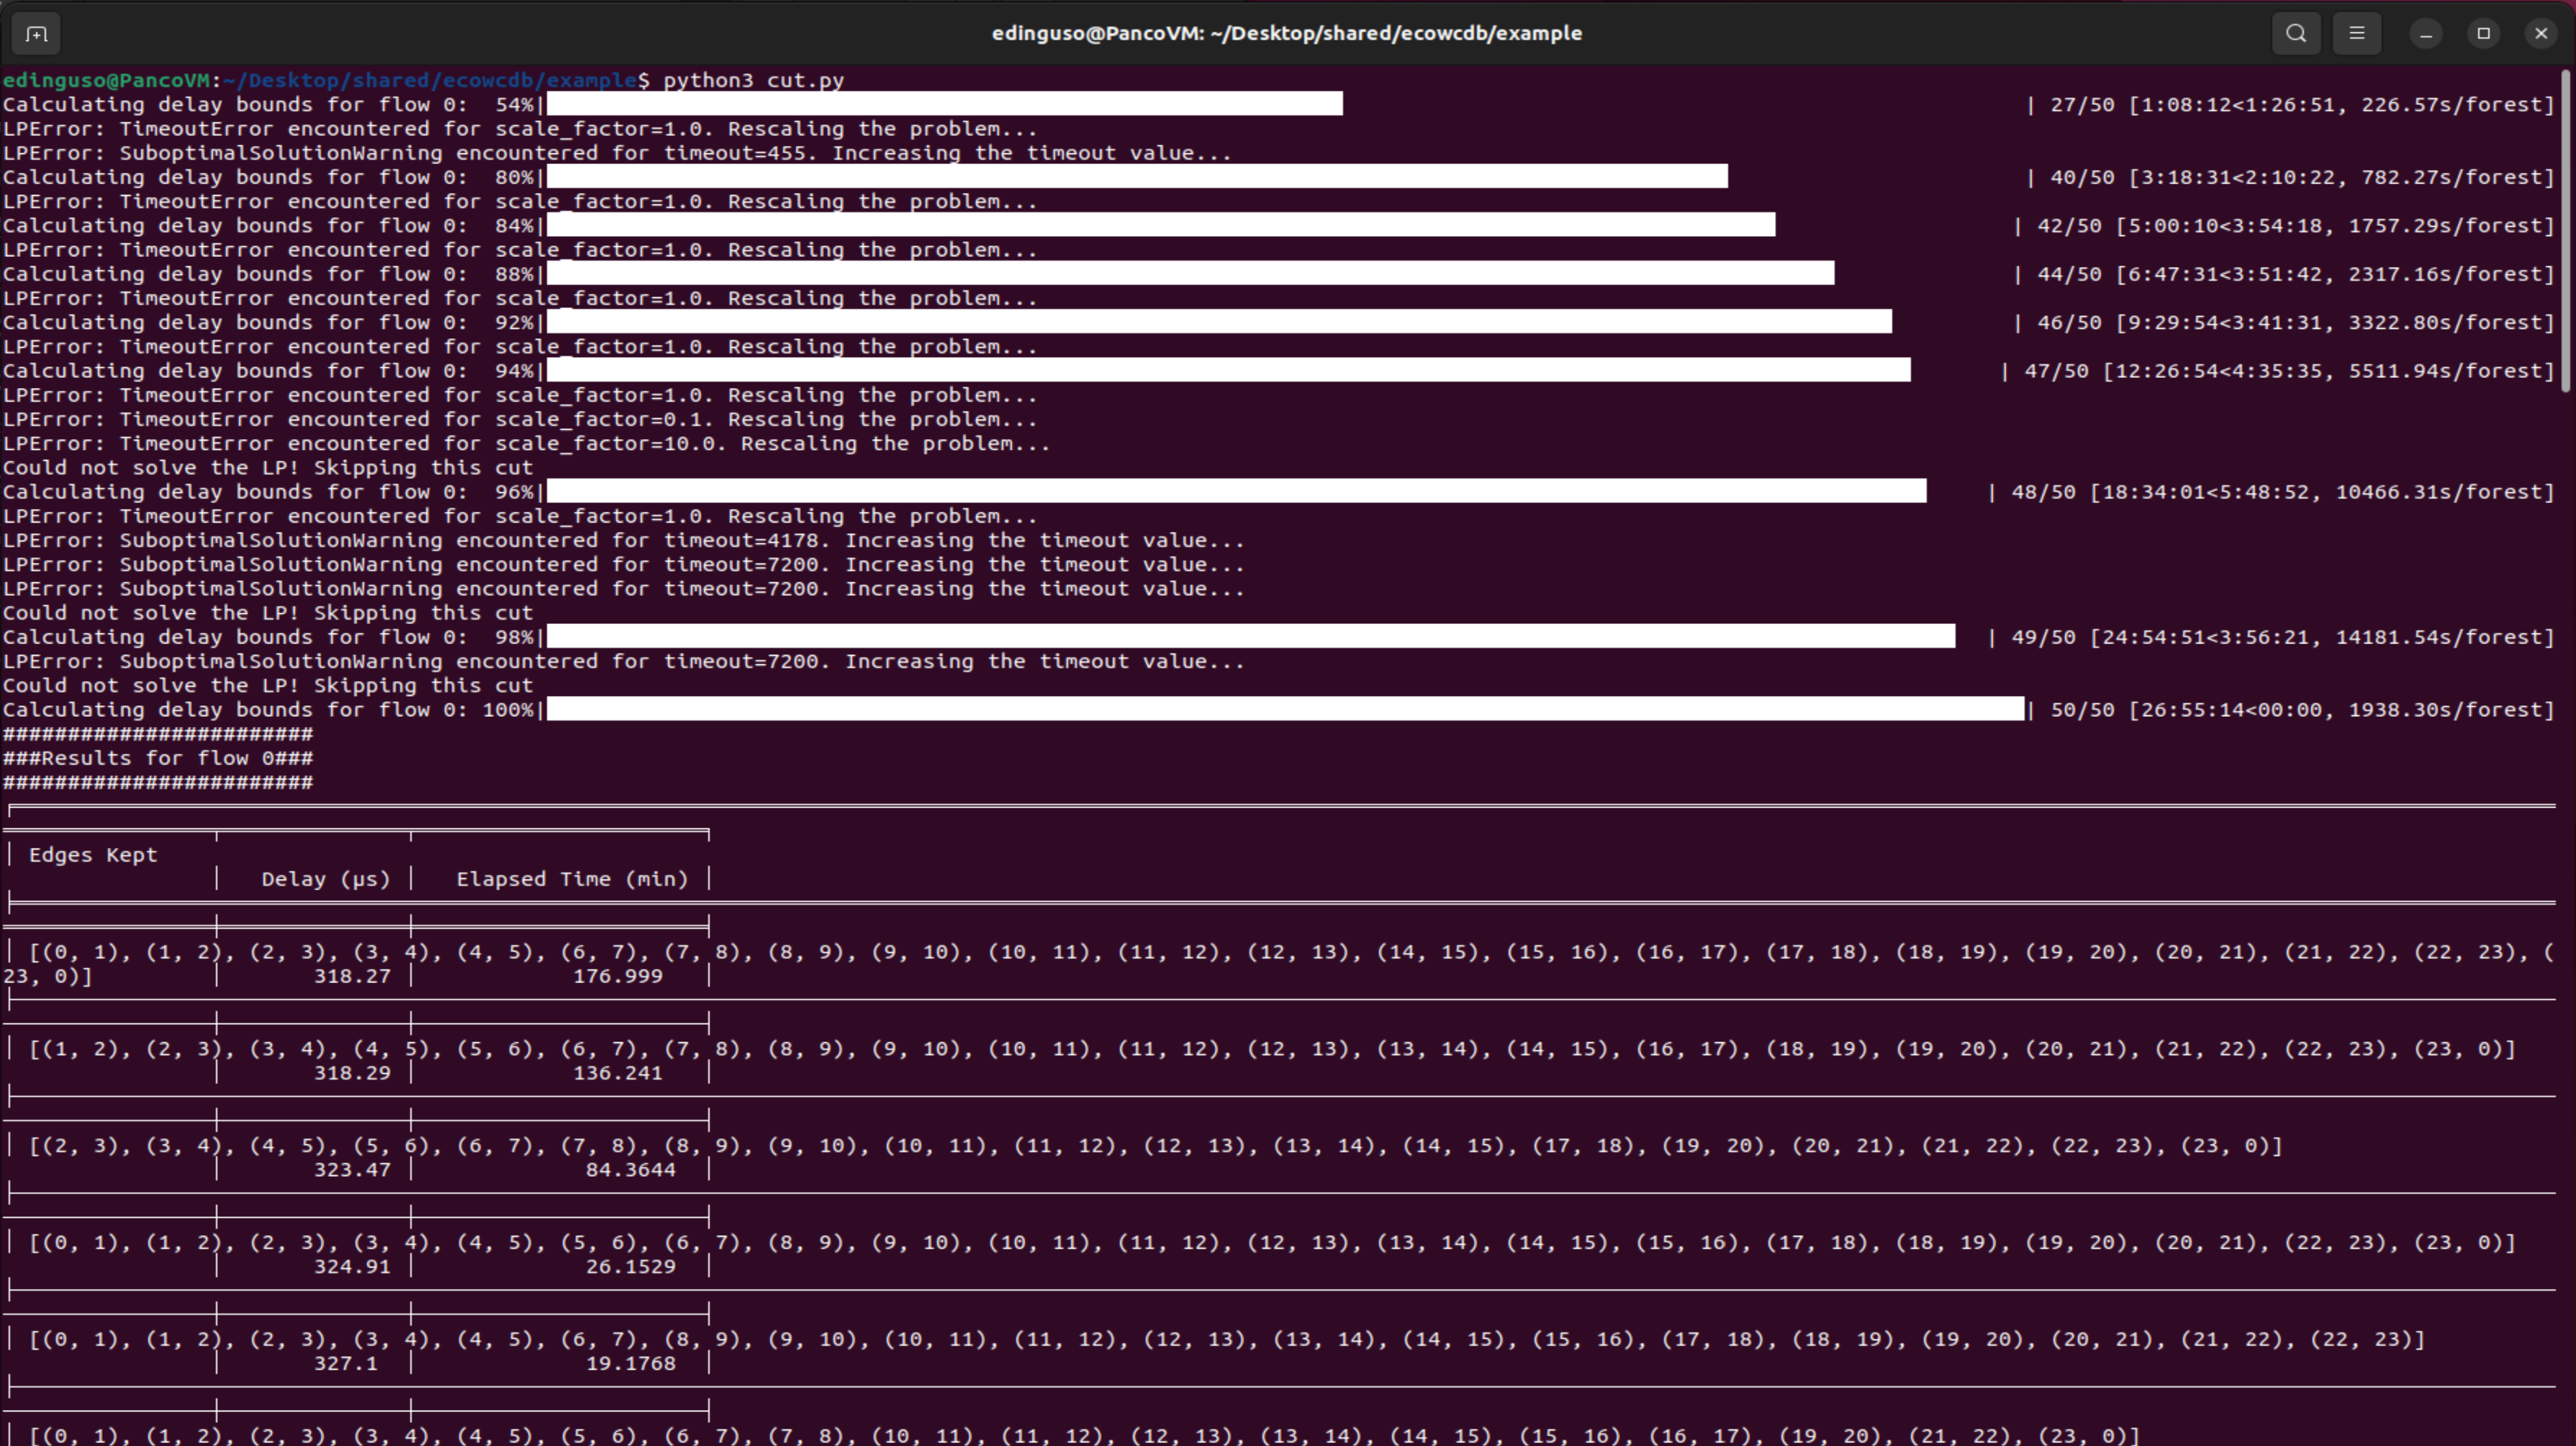 edinguso@PancoVM: ~/Desktop/shared/ecowcdb/example
edinguso@PancoVM:~/Desktop/shared/ecowcdb/example$ python3 cut.py
Calculating delay bounds for flow 0:  54%| | 27/50 [1:08:12<1:26:51, 226.57s/forest]
LPError: TimeoutError encountered for scale_factor=1.0. Rescaling the problem...
LPError: SuboptimalSolutionWarning encountered for timeout=455. Increasing the timeout value...
Calculating delay bounds for flow 0:  80%| | 40/50 [3:18:31<2:10:22, 782.27s/forest]
LPError: TimeoutError encountered for scale_factor=1.0. Rescaling the problem...
Calculating delay bounds for flow 0:  84%| | 42/50 [5:00:10<3:54:18, 1757.29s/forest]
LPError: TimeoutError encountered for scale_factor=1.0. Rescaling the problem...
Calculating delay bounds for flow 0:  88%| | 44/50 [6:47:31<3:51:42, 2317.16s/forest]
LPError: TimeoutError encountered for scale_factor=1.0. Rescaling the problem...
Calculating delay bounds for flow 0:  92%| | 46/50 [9:29:54<3:41:31, 3322.80s/forest]
LPError: TimeoutError encountered for scale_factor=1.0. Rescaling the problem...
Calculating delay bounds for flow 0:  94%| | 47/50 [12:26:54<4:35:35, 5511.94s/forest]
LPError: TimeoutError encountered for scale_factor=1.0. Rescaling the problem...
LPError: TimeoutError encountered for scale_factor=0.1. Rescaling the problem...
LPError: TimeoutError encountered for scale_factor=10.0. Rescaling the problem...
Could not solve the LP! Skipping this cut
Calculating delay bounds for flow 0:  96%| | 48/50 [18:34:01<5:48:52, 10466.31s/forest]
LPError: TimeoutError encountered for scale_factor=1.0. Rescaling the problem...
LPError: SuboptimalSolutionWarning encountered for timeout=4178. Increasing the timeout value...
LPError: SuboptimalSolutionWarning encountered for timeout=7200. Increasing the timeout value...
LPError: SuboptimalSolutionWarning encountered for timeout=7200. Increasing the timeout value...
Could not solve the LP! Skipping this cut
Calculating delay bounds for flow 0:  98%| | 49/50 [24:54:51<3:56:21, 14181.54s/forest]
LPError: SuboptimalSolutionWarning encountered for timeout=7200. Increasing the timeout value...
Could not solve the LP! Skipping this cut
Calculating delay bounds for flow 0: 100%| | 50/50 [26:55:14<00:00, 1938.30s/forest]
########################
###Results for flow 0###
########################
Edges Kept
Delay (µs) | Elapsed Time (min) |
[(0, 1), (1, 2), (2, 3), (3, 4), (4, 5), (6, 7), (7, 8), (8, 9), (9, 10), (10, 11), (11, 12), (12, 13), (14, 15), (15, 16), (16, 17), (17, 18), (18, 19), (19, 20), (20, 21), (21, 22), (22, 23), (
23, 0)] | 318.27 | 176.999 |
[(1, 2), (2, 3), (3, 4), (4, 5), (5, 6), (6, 7), (7, 8), (8, 9), (9, 10), (10, 11), (11, 12), (12, 13), (13, 14), (14, 15), (16, 17), (18, 19), (19, 20), (20, 21), (21, 22), (22, 23), (23, 0)]
| 318.29 | 136.241 |
[(2, 3), (3, 4), (4, 5), (5, 6), (6, 7), (7, 8), (8, 9), (9, 10), (10, 11), (11, 12), (12, 13), (13, 14), (14, 15), (17, 18), (19, 20), (20, 21), (21, 22), (22, 23), (23, 0)]
| 323.47 | 84.3644 |
[(0, 1), (1, 2), (2, 3), (3, 4), (4, 5), (5, 6), (6, 7), (8, 9), (9, 10), (10, 11), (11, 12), (12, 13), (13, 14), (14, 15), (15, 16), (17, 18), (18, 19), (19, 20), (20, 21), (22, 23), (23, 0)]
| 324.91 | 26.1529 |
[(0, 1), (1, 2), (2, 3), (3, 4), (4, 5), (6, 7), (8, 9), (9, 10), (10, 11), (11, 12), (12, 13), (13, 14), (14, 15), (15, 16), (17, 18), (18, 19), (19, 20), (20, 21), (21, 22), (22, 23)]
| 327.1 | 19.1768 |
[(0, 1), (1, 2), (2, 3), (3, 4), (4, 5), (5, 6), (6, 7), (7, 8), (10, 11), (11, 12), (12, 13), (13, 14), (14, 15), (15, 16), (16, 17), (19, 20), (21, 22), (23, 0)]